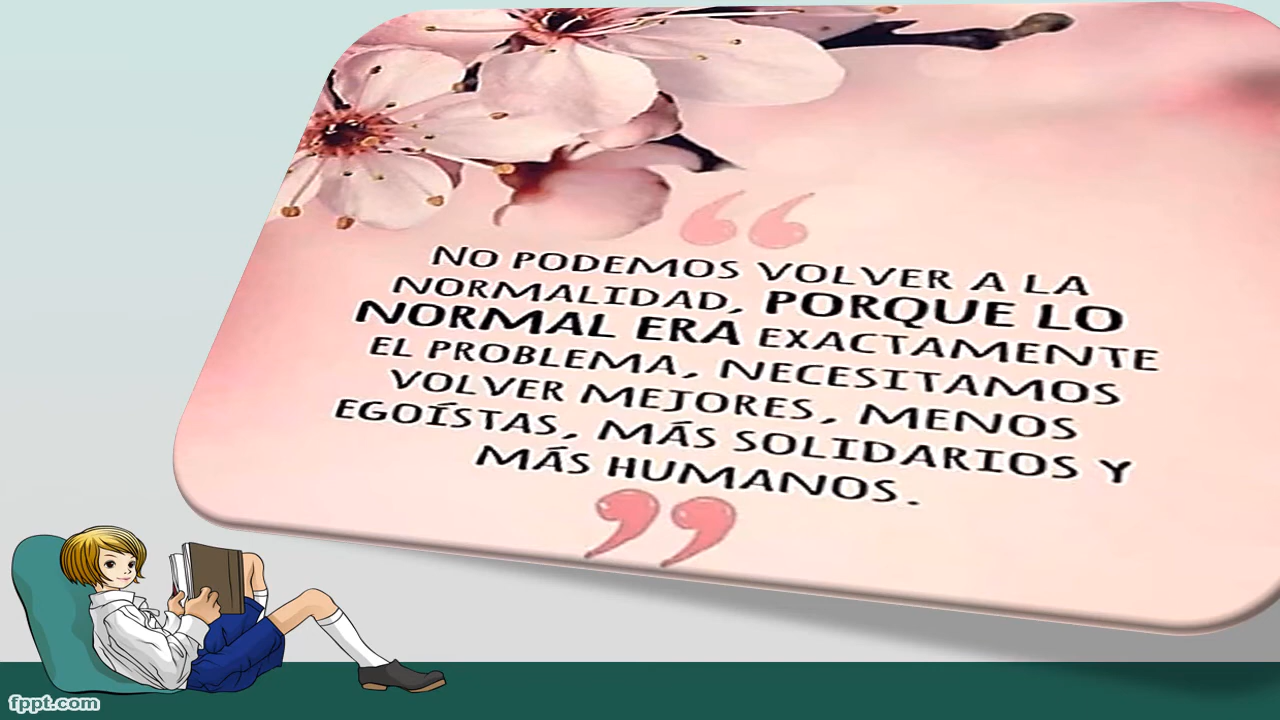 “
NO PODEMOS VOLVER A LA
NORMALIDAD, PORQUE LO
NORMAL ERA EXACTAMENTE
EL PROBLEMA, NECESITAMOS
VOLVER MEJORES, MENOS
EGOÍSTAS, MÁS SOLIDARIOS Y
MÁS HUMANOS.
”
fppt.com